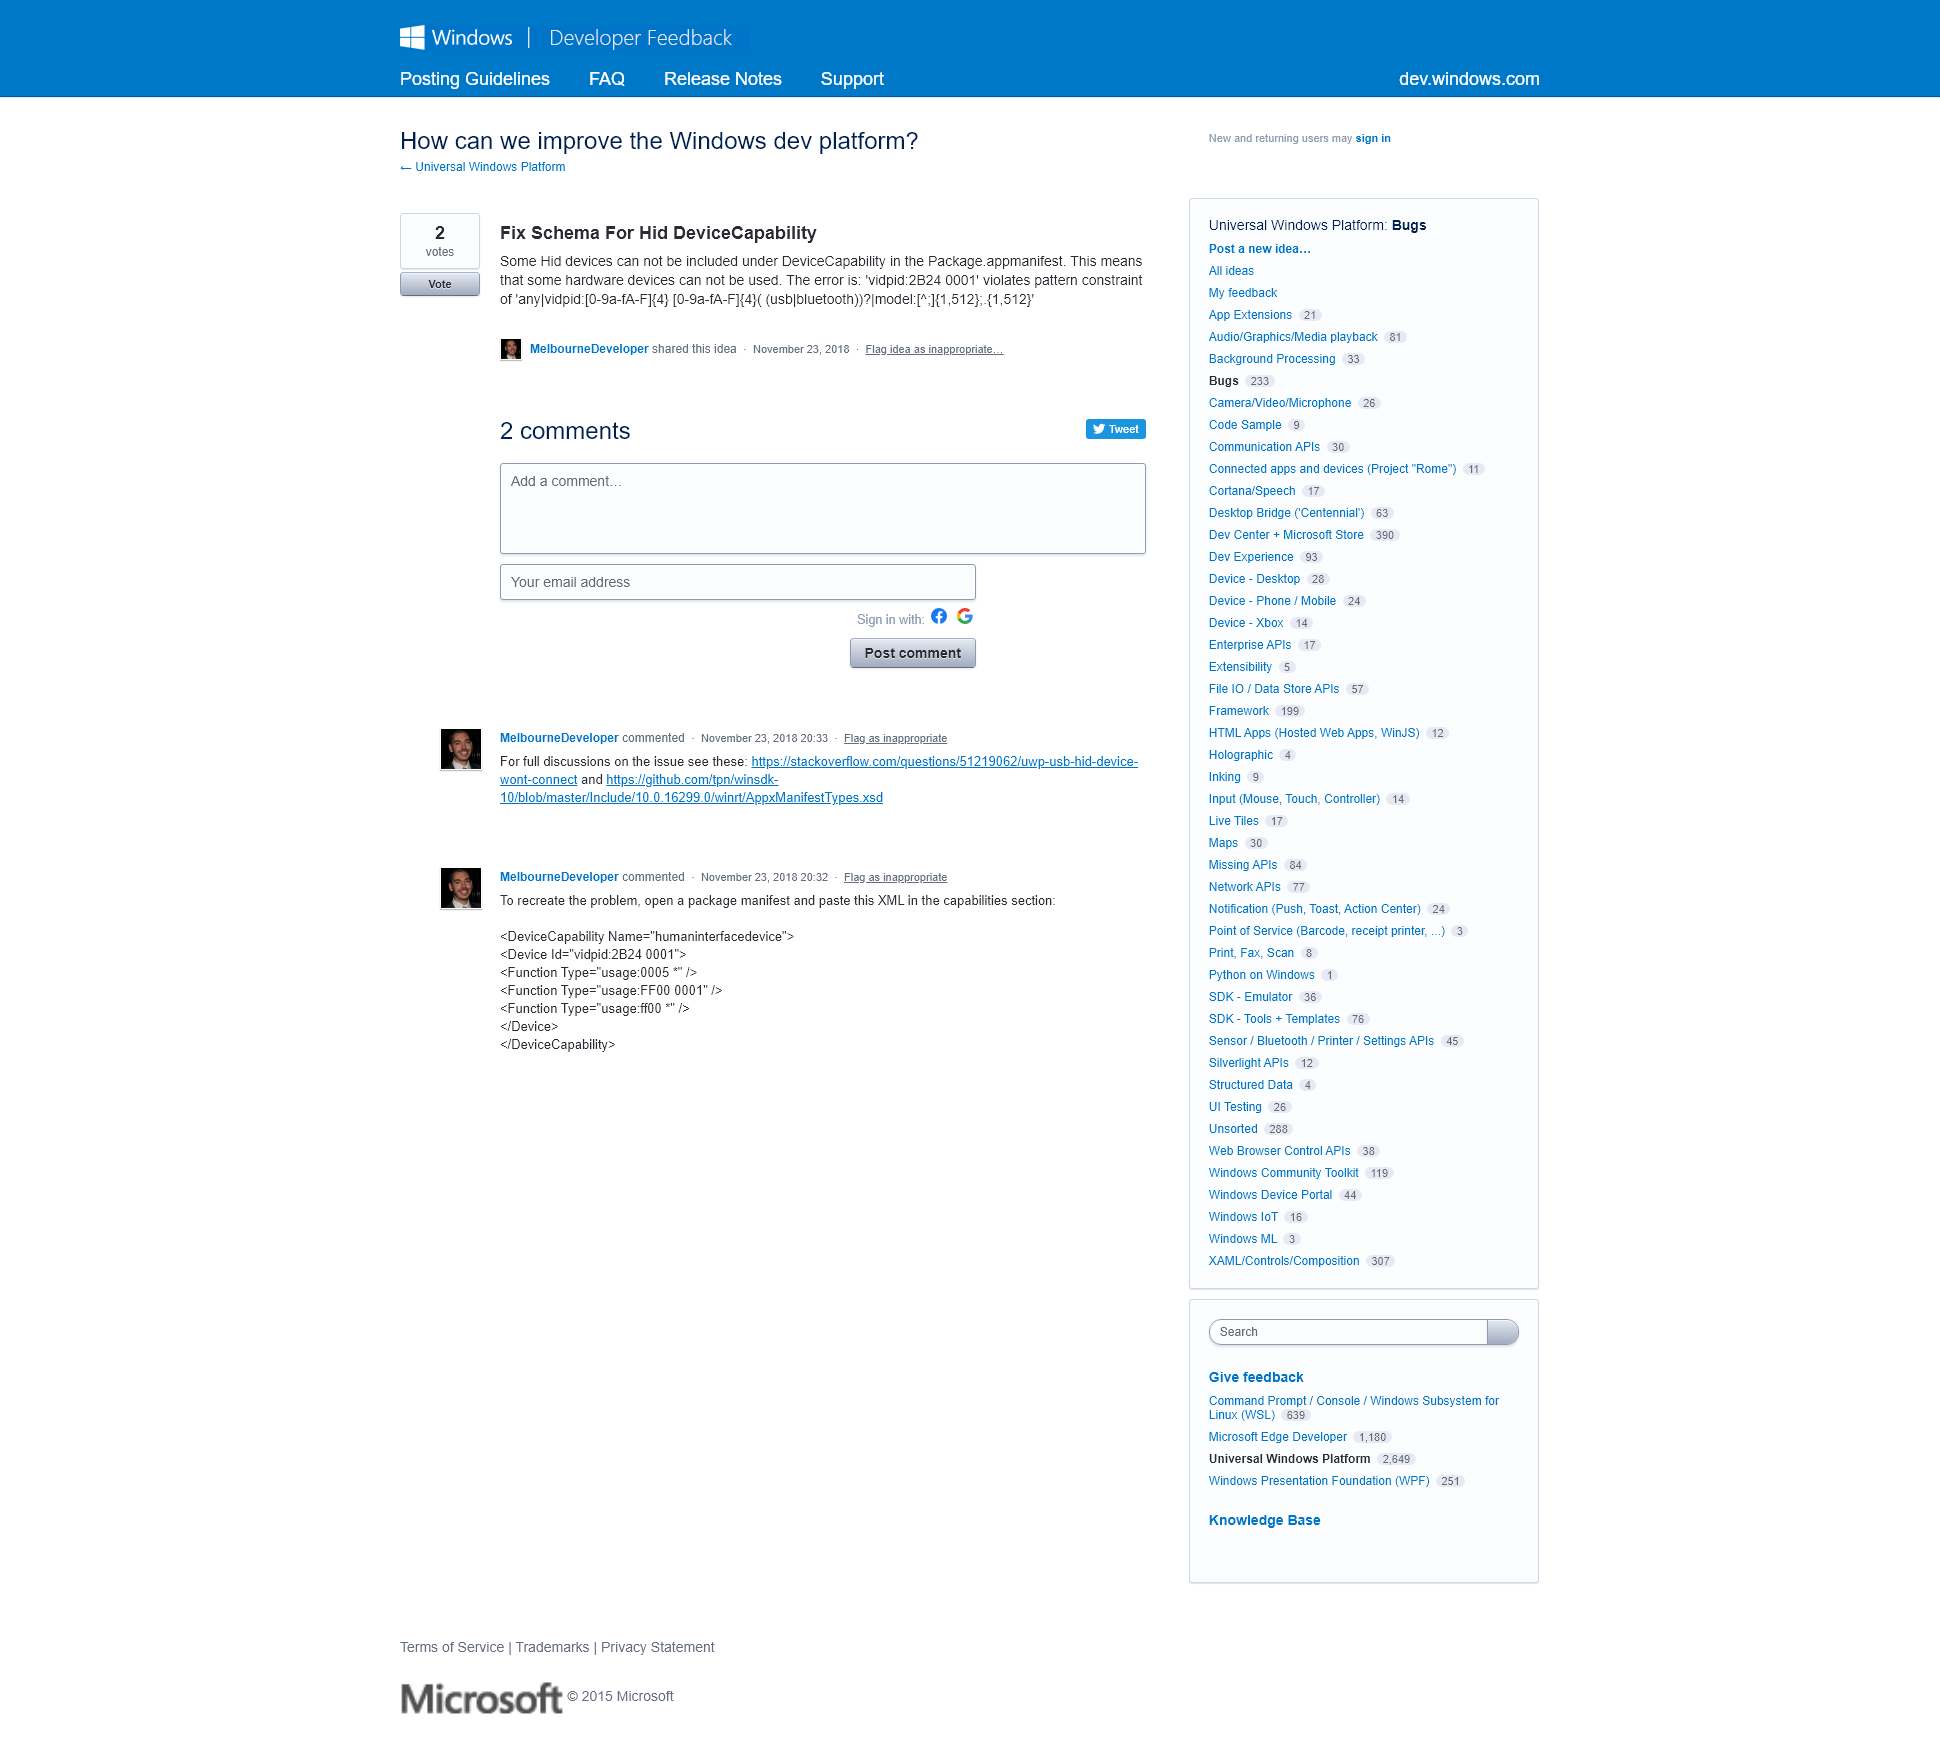 Windows | Developer Feedback
Posting Guidelines FAQ Release Notes Support dev.windows.com
How can we improve the Windows dev platform?
← Universal Windows Platform
New and returning users may sign in
2
votes
Vote
Fix Schema For Hid DeviceCapability
Some Hid devices can not be included under DeviceCapability in the Package.appmanifest. This means
that some hardware devices can not be used. The error is: 'vidpid:2B24 0001' violates pattern constraint
of 'any|vidpid:[0-9a-fA-F]{4} [0-9a-fA-F]{4}( (usb|bluetooth))?|model:[^;]{1,512};.{1,512}'
MelbourneDeveloper shared this idea · November 23, 2018 · Flag idea as inappropriate…
2 comments
Tweet
Add a comment…
Your email address
Sign in with:
Post comment
MelbourneDeveloper commented · November 23, 2018 20:33 · Flag as inappropriate
For full discussions on the issue see these: https://stackoverflow.com/questions/51219062/uwp-usb-hid-device-
wont-connect and https://github.com/tpn/winsdk-
10/blob/master/Include/10.0.16299.0/winrt/AppxManifestTypes.xsd
MelbourneDeveloper commented · November 23, 2018 20:32 · Flag as inappropriate
To recreate the problem, open a package manifest and paste this XML in the capabilities section:
<DeviceCapability Name="humaninterfacedevice">
<Device Id="vidpid:2B24 0001">
<Function Type="usage:0005 *" />
<Function Type="usage:FF00 0001" />
<Function Type="usage:ff00 *" />
</Device>
</DeviceCapability>
Universal Windows Platform: Bugs
Post a new idea…
All ideas
My feedback
App Extensions 21
Audio/Graphics/Media playback 81
Background Processing 33
Bugs 233
Camera/Video/Microphone 26
Code Sample 9
Communication APIs 30
Connected apps and devices (Project "Rome") 11
Cortana/Speech 17
Desktop Bridge ('Centennial') 63
Dev Center + Microsoft Store 390
Dev Experience 93
Device - Desktop 28
Device - Phone / Mobile 24
Device - Xbox 14
Enterprise APIs 17
Extensibility 5
File IO / Data Store APIs 57
Framework 199
HTML Apps (Hosted Web Apps, WinJS) 12
Holographic 4
Inking 9
Input (Mouse, Touch, Controller) 14
Live Tiles 17
Maps 30
Missing APIs 84
Network APIs 77
Notification (Push, Toast, Action Center) 24
Point of Service (Barcode, receipt printer, ...) 3
Print, Fax, Scan 8
Python on Windows 1
SDK - Emulator 36
SDK - Tools + Templates 76
Sensor / Bluetooth / Printer / Settings APIs 45
Silverlight APIs 12
Structured Data 4
UI Testing 26
Unsorted 288
Web Browser Control APIs 38
Windows Community Toolkit 119
Windows Device Portal 44
Windows IoT 16
Windows ML 3
XAML/Controls/Composition 307
Search
Give feedback
Command Prompt / Console / Windows Subsystem for
Linux (WSL) 639
Microsoft Edge Developer 1,180
Universal Windows Platform 2,649
Windows Presentation Foundation (WPF) 251
Knowledge Base
Terms of Service | Trademarks | Privacy Statement
Microsoft © 2015 Microsoft